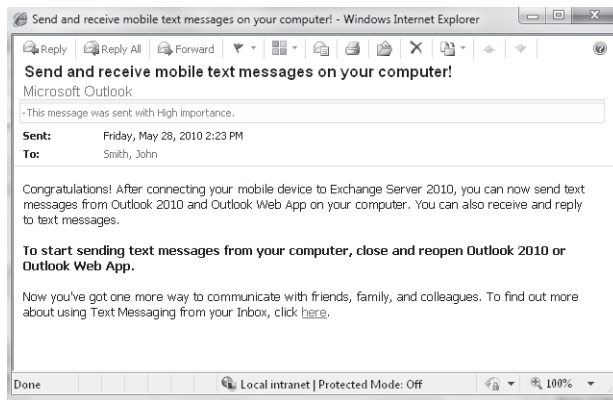 Send and receive mobile text messages on your computer! - Windows Internet Explorer
Reply Reply All Forward
Send and receive mobile text messages on your computer!
Microsoft Outlook
-This message was sent with High importance.
Sent: Friday, May 28, 2010 2:23 PM
To: Smith, John
Congratulations! After connecting your mobile device to Exchange Server 2010, you can now send text
messages from Outlook 2010 and Outlook Web App on your computer. You can also receive and reply
to text messages.
To start sending text messages from your computer, close and reopen Outlook 2010 or
Outlook Web App.
Now you've got one more way to communicate with friends, family, and colleagues. To find out more
about using Text Messaging from your Inbox, click here.
Done Local intranet | Protected Mode: Off 100%